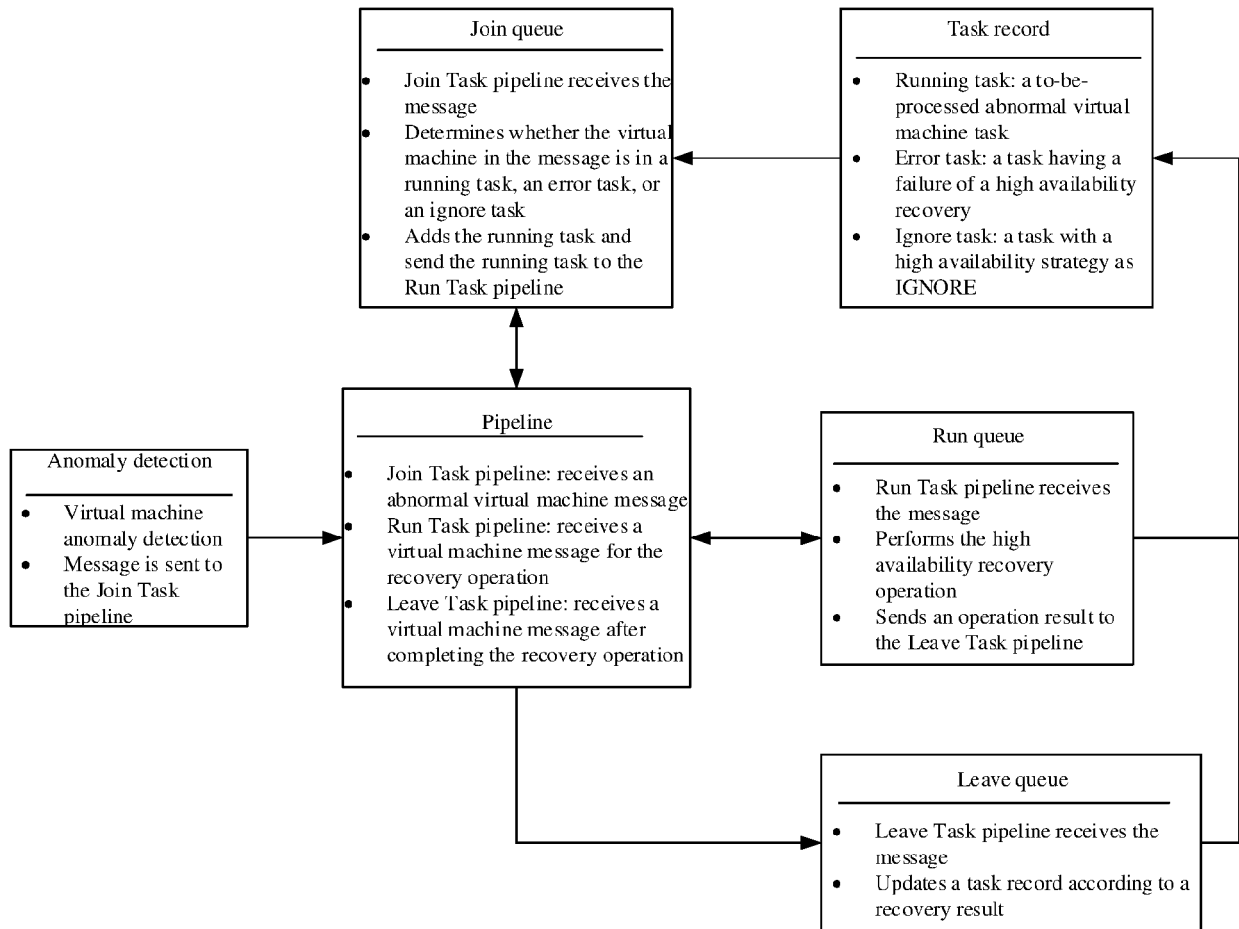 Join queue
• Join Task pipeline receives the
message
• Determines whether the virtual
machine in the message is in a
running task, an error task, or
an ignore task
• Adds the running task and
send the running task to the
Run Task pipeline
Task record
• Running task: a to-be-
processed abnormal virtual
machine task
• Error task: a task having a
failure of a high availability
recovery
• Ignore task: a task with a
high availability strategy as
IGNORE
Anomaly detection
• Virtual machine
anomaly detection
• Message is sent to
the Join Task
pipeline
Pipeline
• Join Task pipeline: receives an
abnormal virtual machine message
• Run Task pipeline: receives a
virtual machine message for the
recovery operation
• Leave Task pipeline: receives a
virtual machine message after
completing the recovery operation
Run queue
• Run Task pipeline receives
the message
• Performs the high
availability recovery
operation
• Sends an operation result to
the Leave Task pipeline
Leave queue
• Leave Task pipeline receives the
message
• Updates a task record according to a
recovery result